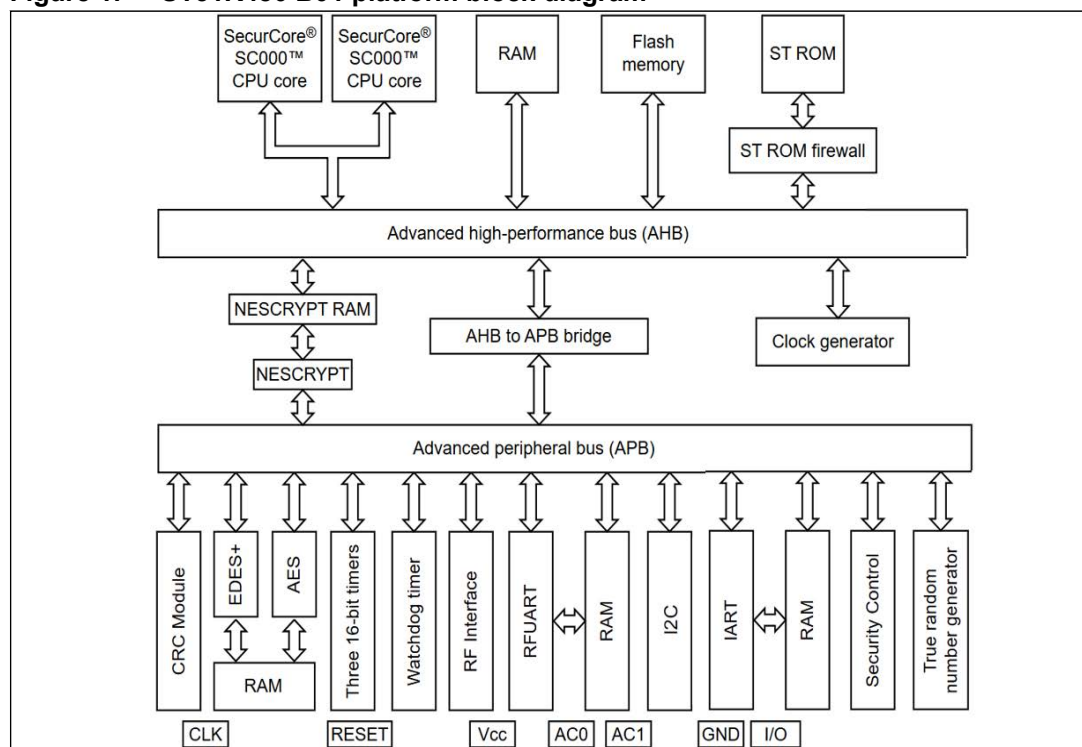 SecurCore®
SC000™
CPU core
SecurCore®
SC000™
CPU core
RAM
Flash
memory
ST ROM
ST ROM firewall
Advanced high-performance bus (AHB)
NESCRYPT RAM
AHB to APB bridge
Clock generator
NESCRYPT
Advanced peripheral bus (APB)
CRC Module
EDES+
AES
RAM
Three 16-bit timers
Watchdog timer
RF Interface
RFUART
RAM
I2C
IART
RAM
Security Control
True random
number generator
CLK
RESET
Vcc
AC0
AC1
GND
I/O